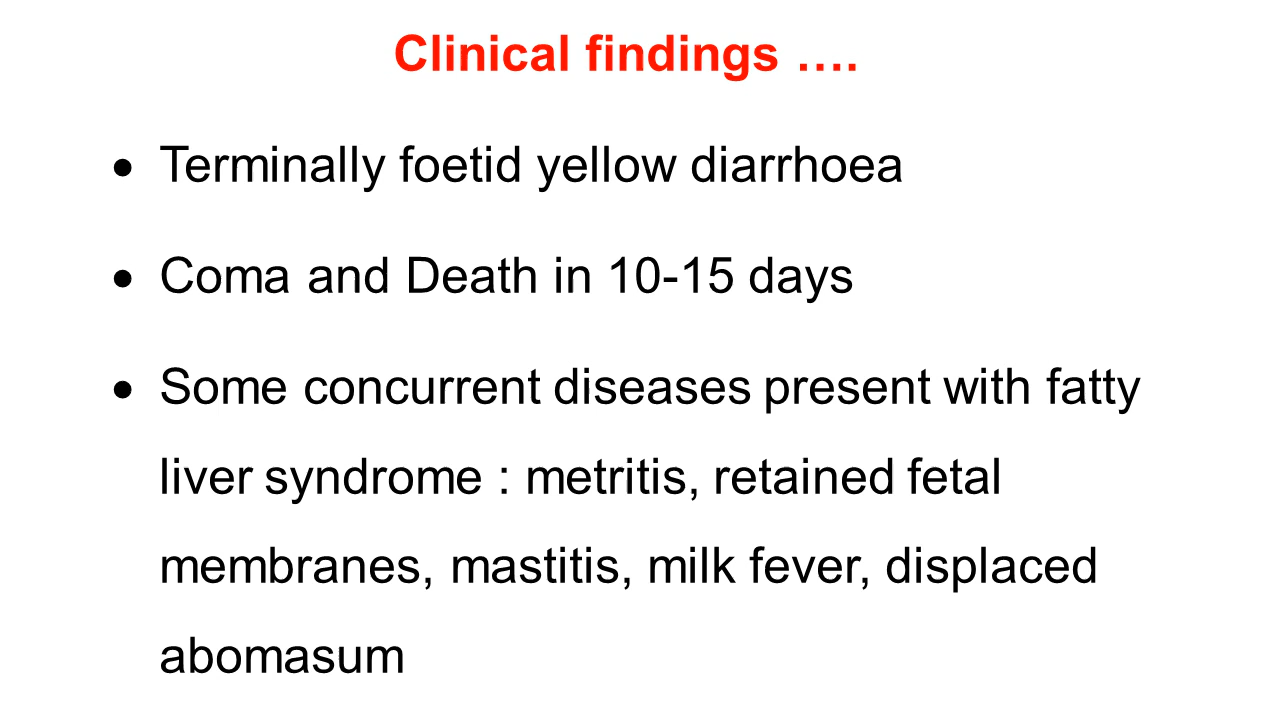 Clinical findings ….
• Terminally foetid yellow diarrhoea
• Coma and Death in 10-15 days
• Some concurrent diseases present with fatty
liver syndrome : metritis, retained fetal
membranes, mastitis, milk fever, displaced
abomasum